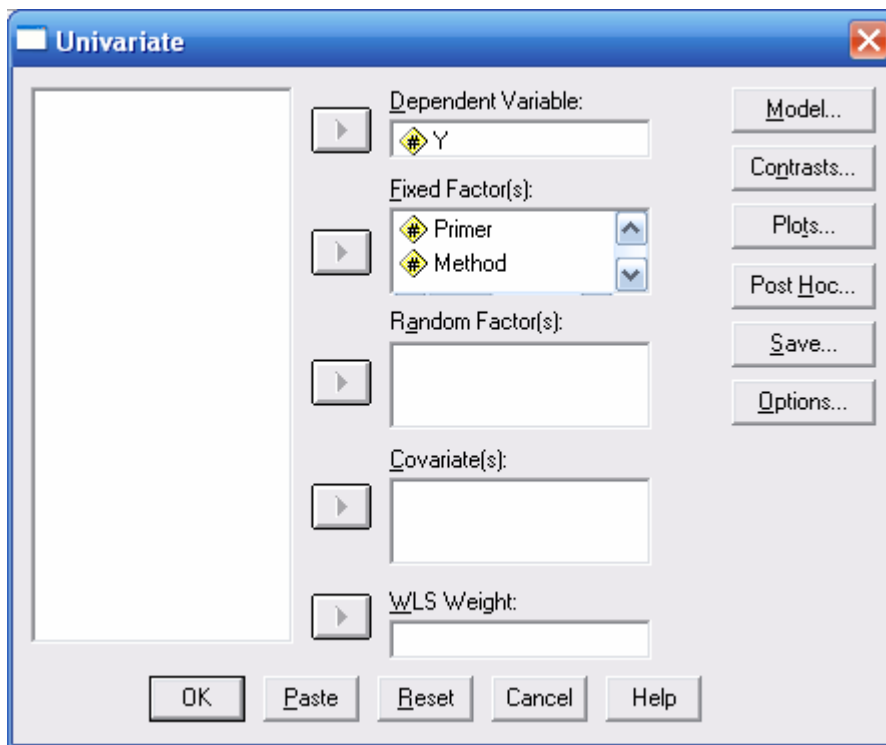 Univariate
Dependent Variable:
# Y
Fixed Factor(s):
# Primer
# Method
Random Factor(s):
Covariate(s):
WLS Weight:
Model...
Contrasts...
Plots...
Post Hoc...
Save...
Options...
OK Paste Reset Cancel Help